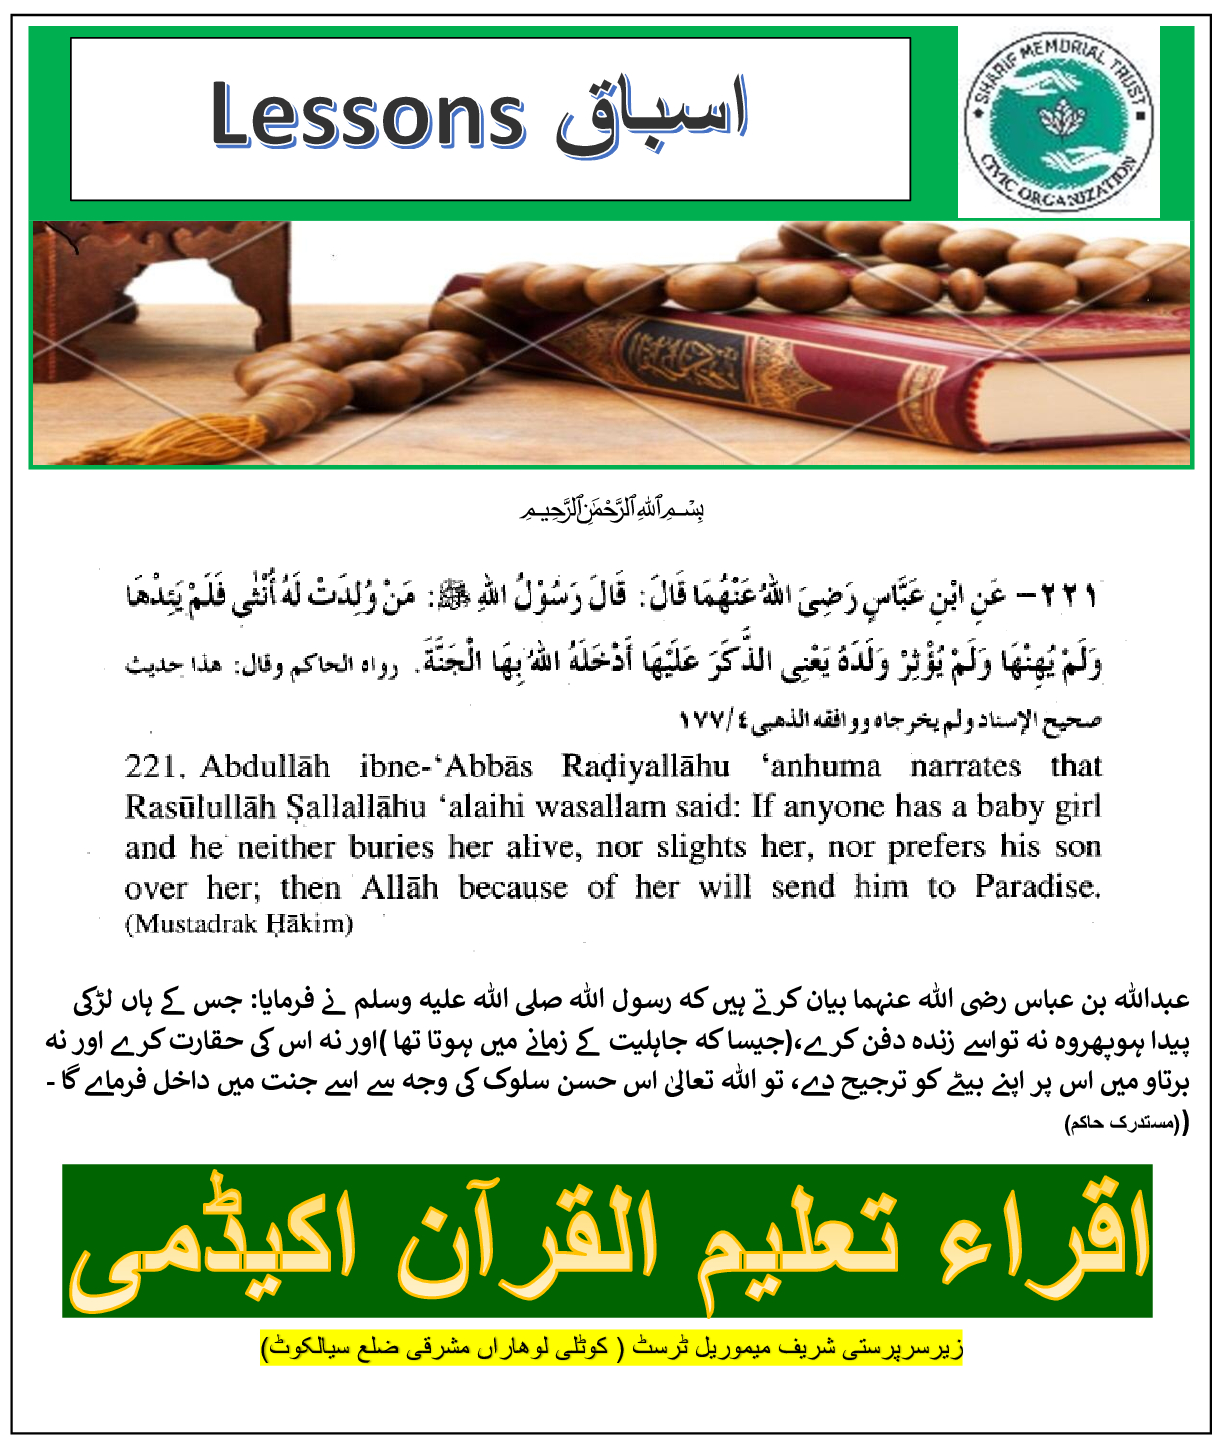 Lessons اسباق
SHARIF MEMORIAL TRUST
CIVIC ORGANIZATION
بِسْمِ اللهِ الرَّحْمٰنِ الرَّحِيْمِ
٢٢١ – عَنِ ابْنِ عَبَّاسٍ رَضِيَ اللهُ عَنْهُمَا قَالَ: قَالَ رَسُوْلُ اللهِ ﷺ: مَنْ وُلِدَتْ لَهُ أُنْثٰى فَلَمْ يَئِدْهَا
وَلَمْ يُهِنْهَا وَلَمْ يُؤْثِرْ وَلَدَهُ يَعْنِى الذَّكَرَ عَلَيْهَا أَدْخَلَهُ اللهُ بِهَا الْجَنَّةَ. رواه الحاكم وقال: هذا حديث
صحيح الإسناد ولم يخرجاه ووافقه الذهبي ٤/١٧٧
221. Abdullāh ibne-‘Abbās Raḍiyallāhu ‘anhuma narrates that
Rasūlullāh Ṣallallāhu ‘alaihi wasallam said: If anyone has a baby girl
and he neither buries her alive, nor slights her, nor prefers his son
over her; then Allāh because of her will send him to Paradise.
(Mustadrak Ḥākim)
عبداللہ بن عباس رضی اللہ عنہما بیان کرتے ہیں کہ رسول اللہ صلی اللہ علیہ وسلم نے فرمایا: جس کے ہاں لڑکی
پیدا ہوپھروہ نہ تواسے زندہ دفن کرے،(جیسا کہ جاہلیت کے زمانے میں ہوتا تھا )اور نہ اس کی حقارت کرے اور نہ
برتاو میں اس پر اپنے بیٹے کو ترجیح دے، تو اللہ تعالیٰ اس حسن سلوک کی وجہ سے اسے جنت میں داخل فرماے گا -
((مستدرک حاکم)
اقراء تعلیم القرآن اکیڈمی
زیرسرپرستی شریف میموریل ٹرسٹ ( کوٹلی لوھاراں مشرقی ضلع سیالکوٹ)